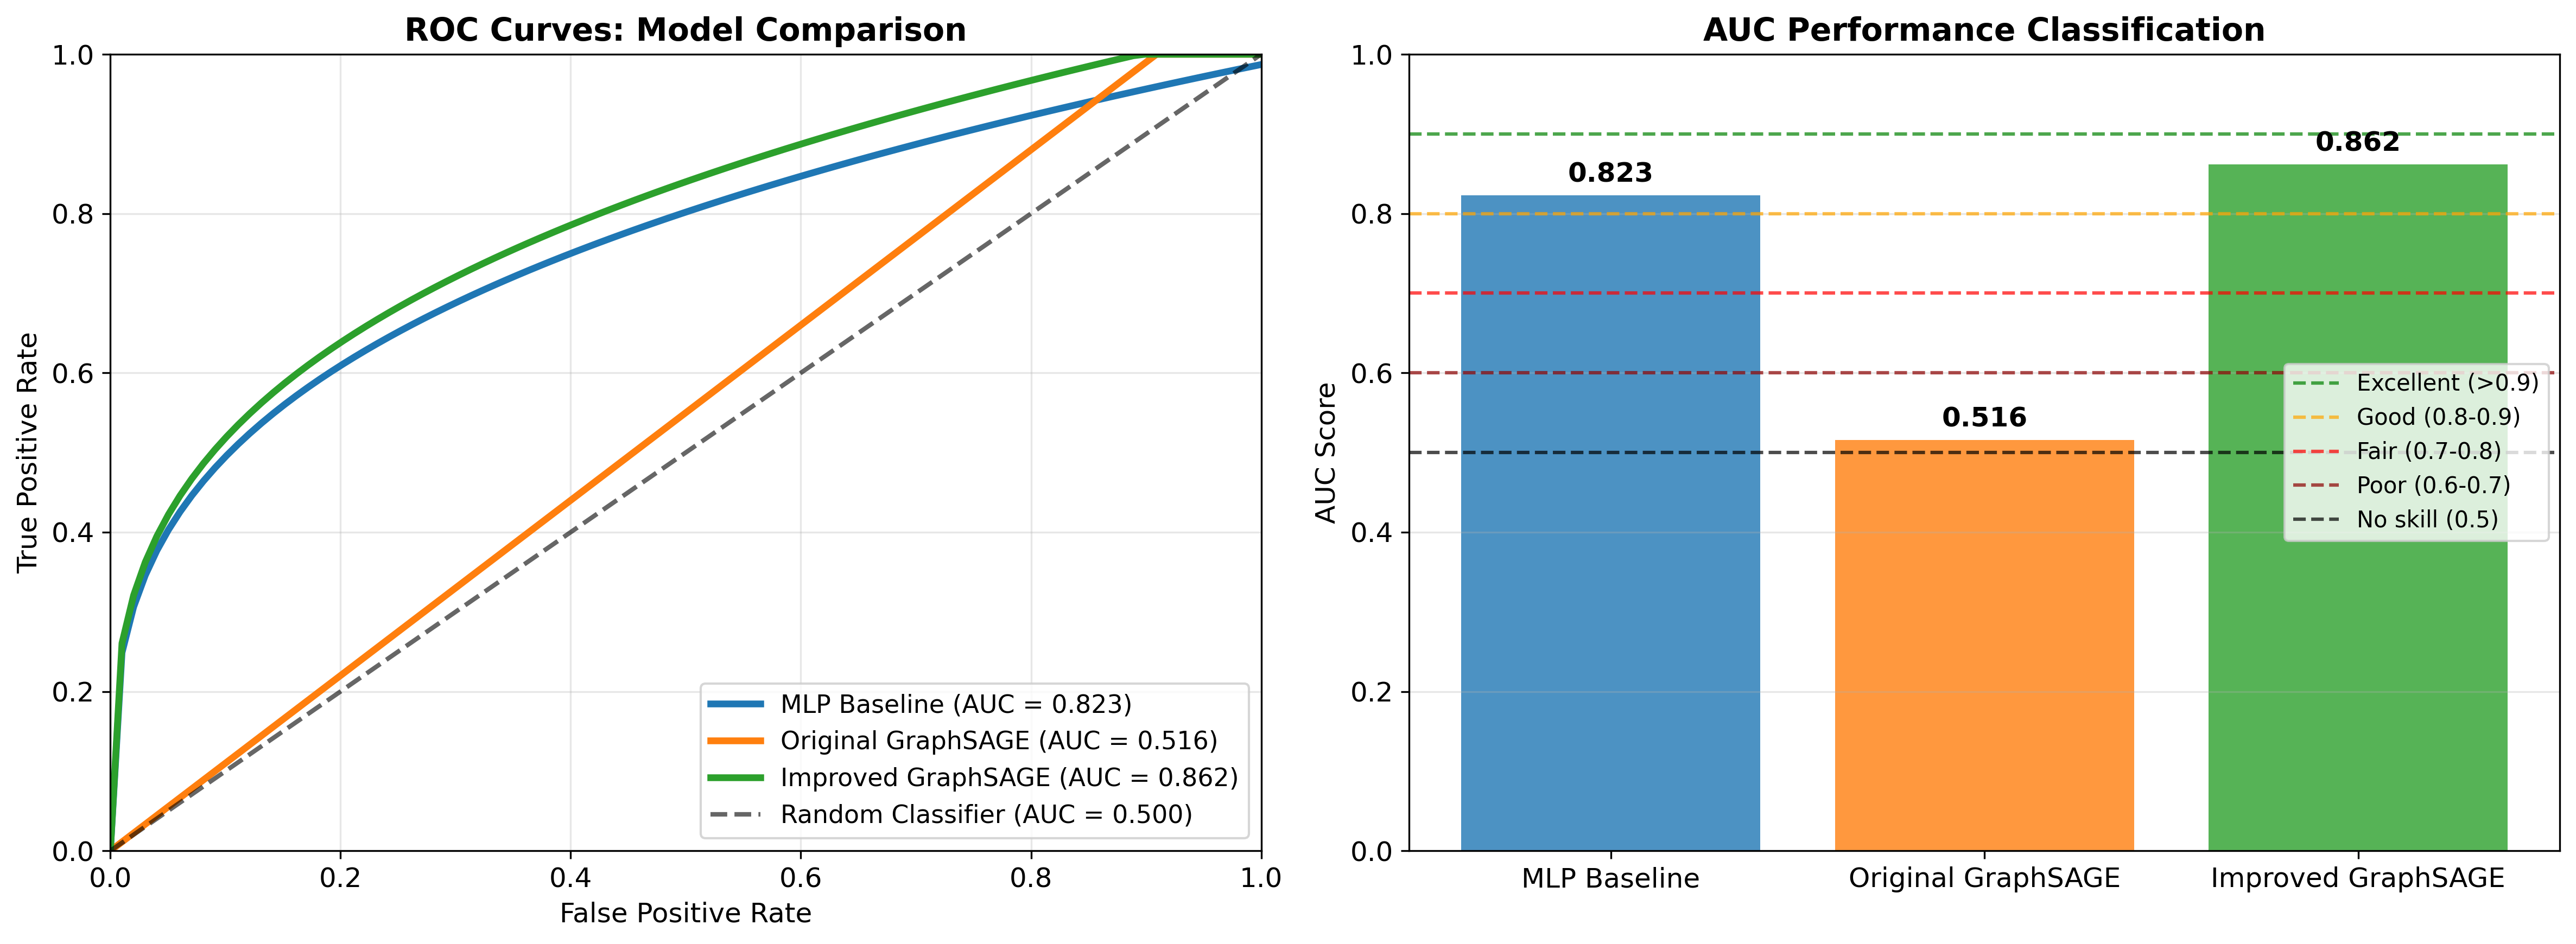 ROC Curves: Model Comparison
True Positive Rate
1.0
0.8
0.6
0.4
0.2
0.0
0.0 0.2 0.4 0.6 0.8 1.0
False Positive Rate
MLP Baseline (AUC = 0.823)
Original GraphSAGE (AUC = 0.516)
Improved GraphSAGE (AUC = 0.862)
Random Classifier (AUC = 0.500)
AUC Performance Classification
AUC Score
1.0
0.8
0.6
0.4
0.2
0.0
0.823
0.516
0.862
Excellent (>0.9)
Good (0.8-0.9)
Fair (0.7-0.8)
Poor (0.6-0.7)
No skill (0.5)
MLP Baseline Original GraphSAGE Improved GraphSAGE